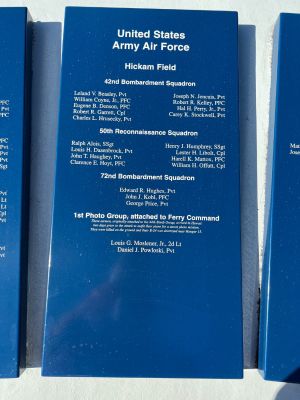 United States
Army Air Force
Hickam Field
42nd Bombardment Squadron
Leland V. Beasley, Pvt
William Coyne, Jr., PFC
Eugene B. Denson, PFC
Robert R. Garrett, Cpl
Charles L. Hrusecky, Pvt
Joseph N. Jencuis, Pvt
Robert R. Kelley, PFC
Hal H. Perry, Jr., Pvt
Carey K. Stockwell, Pvt
50th Reconnaissance Squadron
Ralph Alois, SSgt
Louis H. Dasenbrock, Pvt
John T. Haughey, Pvt
Clarence E. Hoyt, PFC
Henry J. Humphrey, SSgt
Lester H. Libolt, Cpl
Harell K. Mattox, PFC
William H. Offutt, Cpl
72nd Bombardment Squadron
Edward R. Hughes, Pvt
John J. Kohl, PFC
George Price, Pvt
1st Photo Group, attached to Ferry Command
Louis G. Moslener, Jr., 2d Lt
Daniel J. Powloski, Pvt